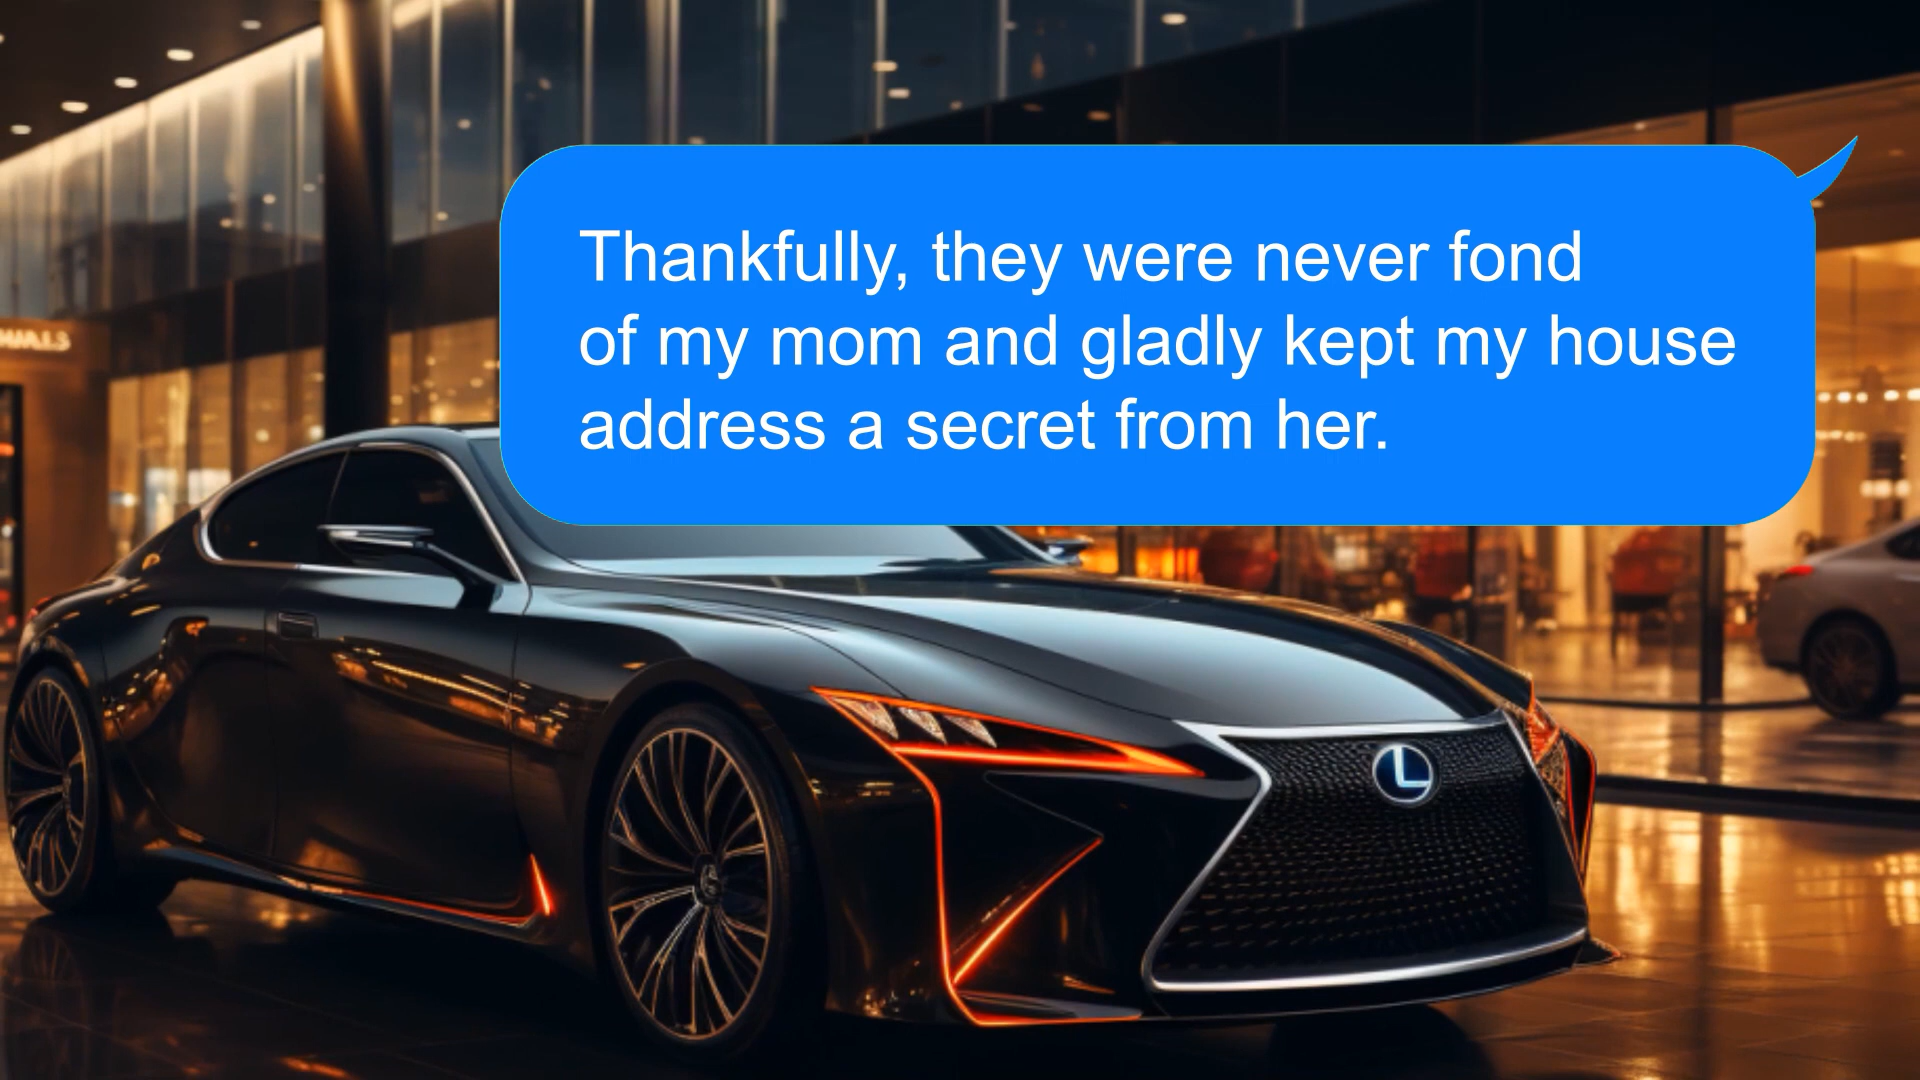 Thankfully, they were never fond
of my mom and gladly kept my house
address a secret from her.